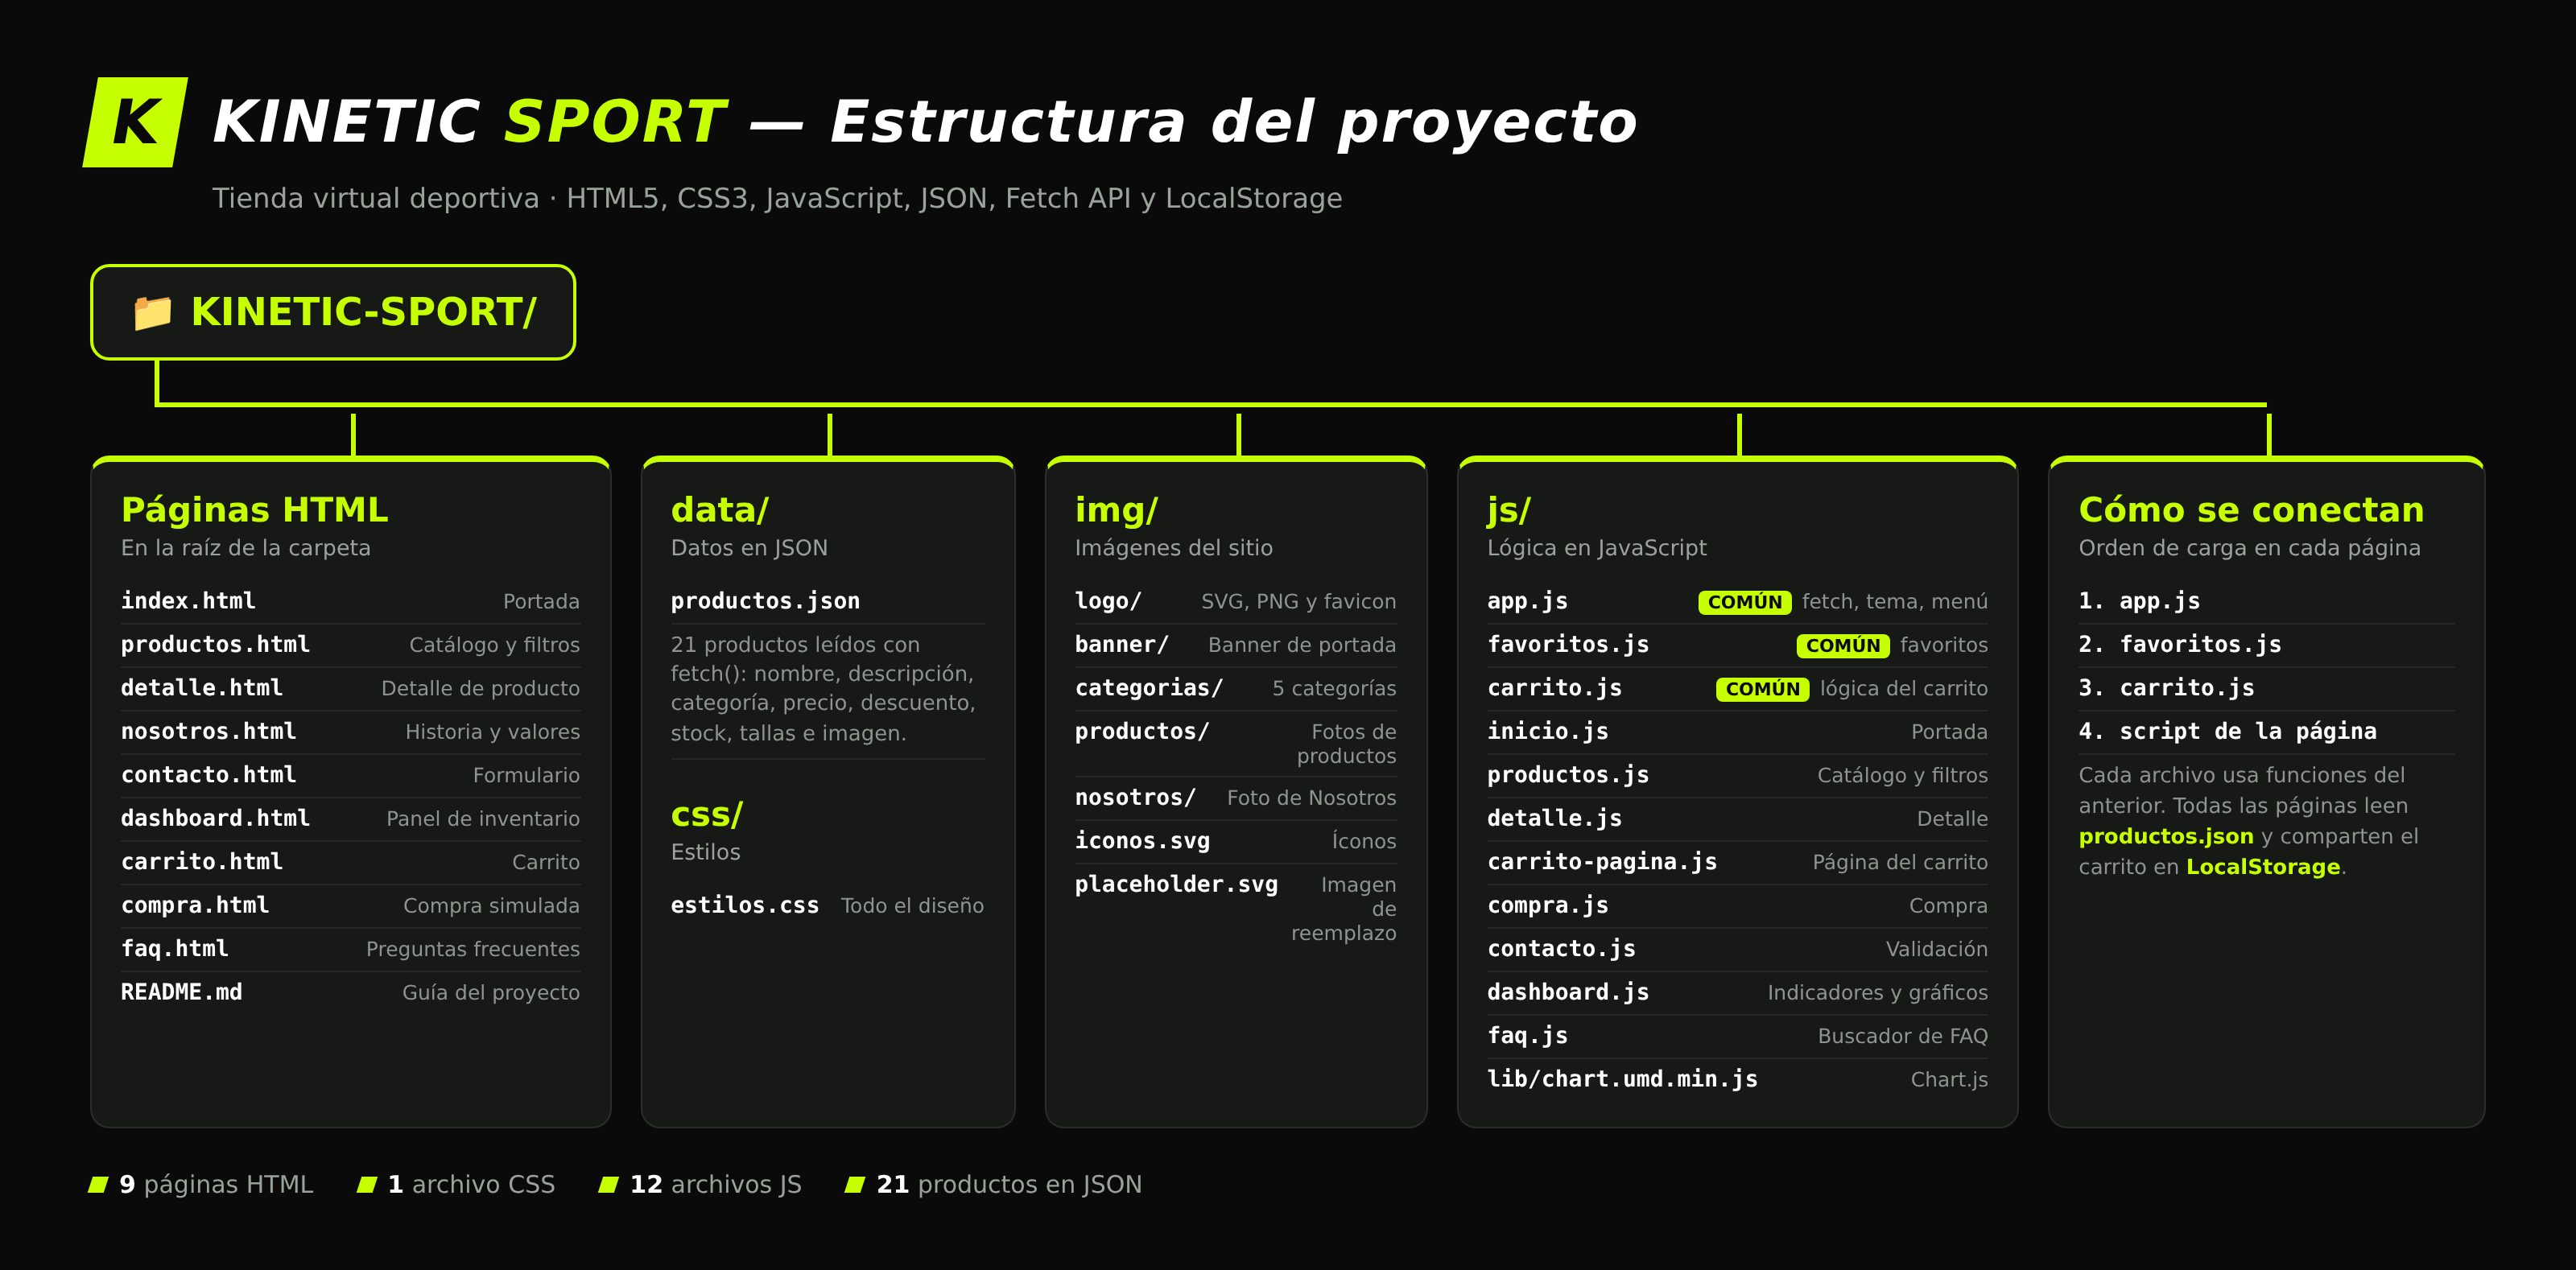 K KINETIC SPORT — Estructura del proyecto
Tienda virtual deportiva · HTML5, CSS3, JavaScript, JSON, Fetch API y LocalStorage
📁 KINETIC-SPORT/
Páginas HTML
En la raíz de la carpeta
index.html Portada
productos.html Catálogo y filtros
detalle.html Detalle de producto
nosotros.html Historia y valores
contacto.html Formulario
dashboard.html Panel de inventario
carrito.html Carrito
compra.html Compra simulada
faq.html Preguntas frecuentes
README.md Guía del proyecto
data/
Datos en JSON
productos.json
21 productos leídos con
fetch(): nombre, descripción,
categoría, precio, descuento,
stock, tallas e imagen.
css/
Estilos
estilos.css Todo el diseño
img/
Imágenes del sitio
logo/ SVG, PNG y favicon
banner/ Banner de portada
categorias/ 5 categorías
productos/ Fotos de
productos
nosotros/ Foto de Nosotros
iconos.svg Íconos
placeholder.svg Imagen
de
reemplazo
js/
Lógica en JavaScript
app.js COMÚN fetch, tema, menú
favoritos.js COMÚN favoritos
carrito.js COMÚN lógica del carrito
inicio.js Portada
productos.js Catálogo y filtros
detalle.js Detalle
carrito-pagina.js Página del carrito
compra.js Compra
contacto.js Validación
dashboard.js Indicadores y gráficos
faq.js Buscador de FAQ
lib/chart.umd.min.js Chart.js
Cómo se conectan
Orden de carga en cada página
1. app.js
2. favoritos.js
3. carrito.js
4. script de la página
Cada archivo usa funciones del
anterior. Todas las páginas leen
productos.json y comparten el
carrito en LocalStorage.
9 páginas HTML 1 archivo CSS 12 archivos JS 21 productos en JSON